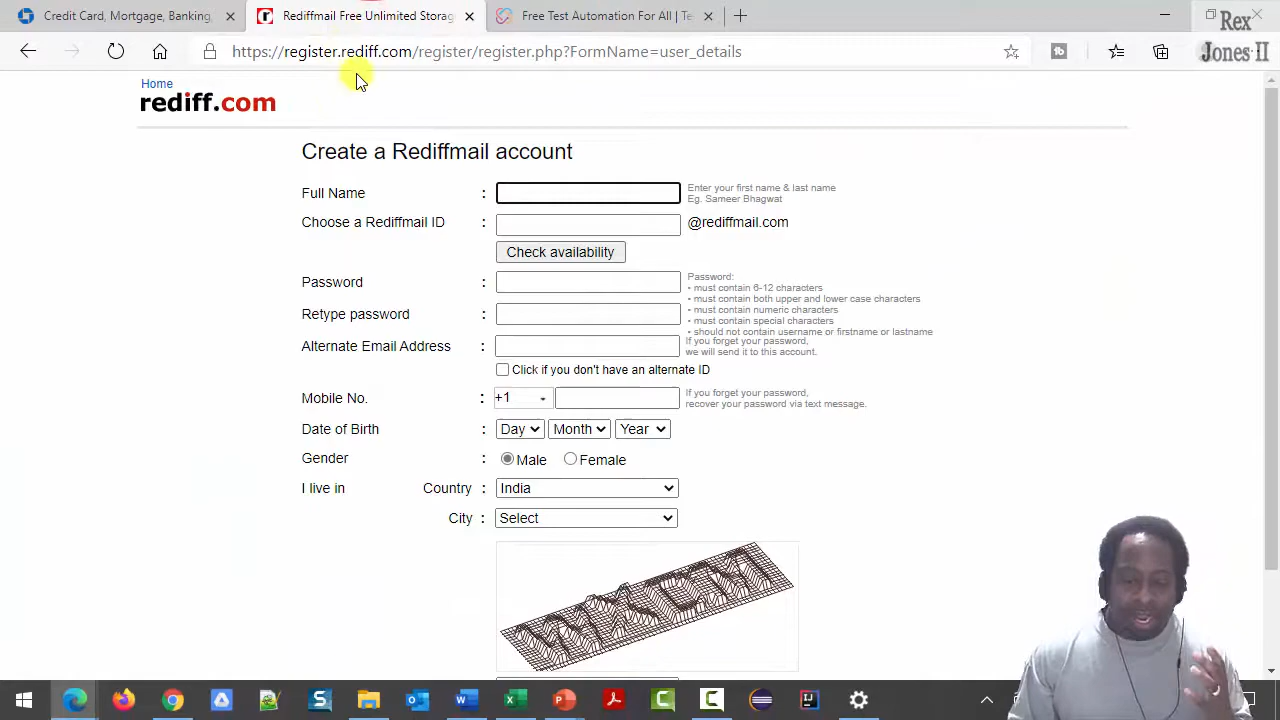 Credit Card, Mortgage, Banking,
Rediffmail Free Unlimited Storag
Free Test Automation For All | Te
Rex
Jones II
https://register.rediff.com/register/register.php?FormName=user_details
Home
rediff.com
Create a Rediffmail account
Full Name :
Enter your first name & last name
Eg. Sameer Bhagwat
Choose a Rediffmail ID : @rediffmail.com
Check availability
Password :
Password:
• must contain 6-12 characters
• must contain both upper and lower case characters
• must contain numeric characters
• must contain special characters
• should not contain username or firstname or lastname
Retype password :
Alternate Email Address :
If you forget your password,
we will send it to this account.
Click if you don't have an alternate ID
Mobile No. : +1
If you forget your password,
recover your password via text message.
Date of Birth : Day Month Year
Gender : Male Female
I live in Country : India
City : Select